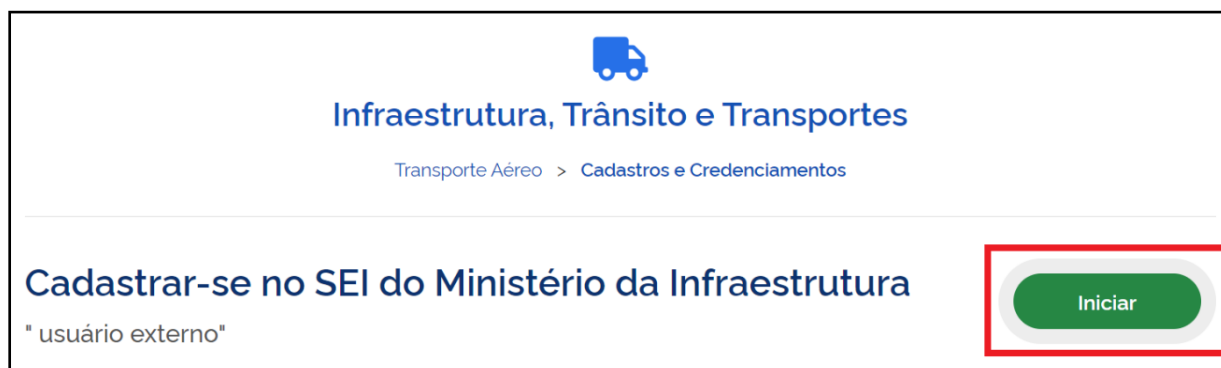 Infraestrutura, Trânsito e Transportes
Transporte Aéreo > Cadastros e Credenciamentos
Cadastrar-se no SEI do Ministério da Infraestrutura
Iniciar
" usuário externo"